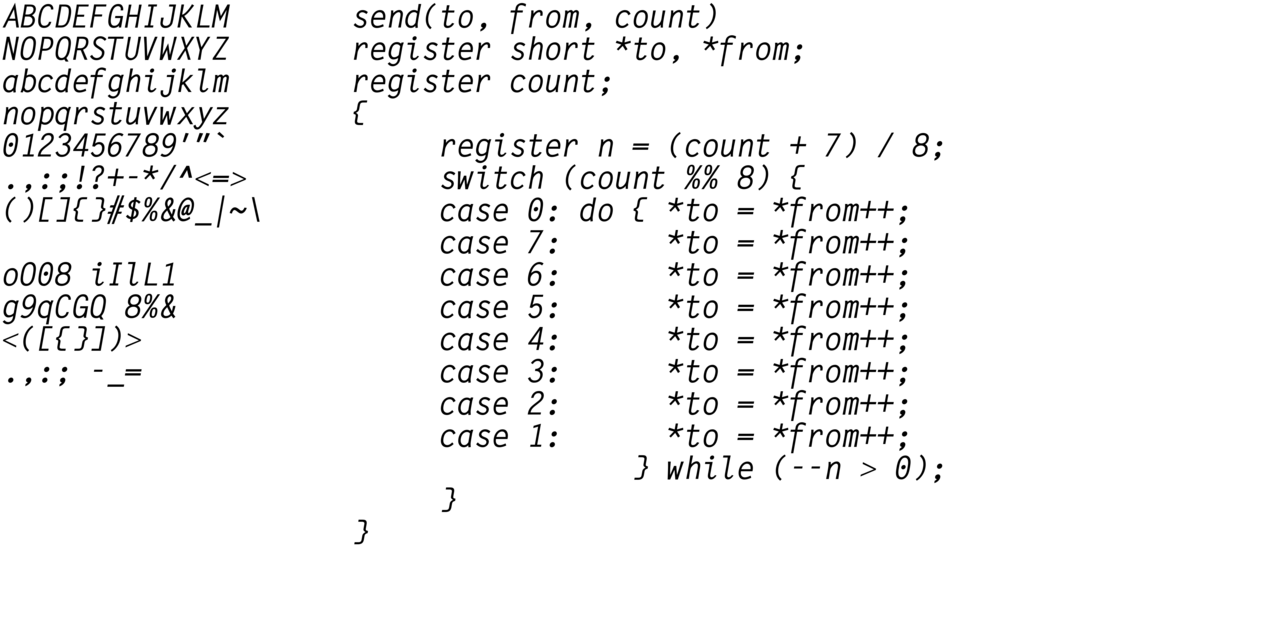 ABCDEFGHIJKLM
NOPQRSTUVWXYZ
abcdefghijklm
nopqrstuvwxyz
0123456789'"`
.,:;!?+-*/^<=>
()[]{}#$%&@_|~\
oO08 iIlL1
g9qCGQ 8%&
<([{}])>
.,:; -_=
send(to, from, count)
register short *to, *from;
register count;
{
register n = (count + 7) / 8;
switch (count %% 8) {
case 0: do { *to = *from++;
case 7: *to = *from++;
case 6: *to = *from++;
case 5: *to = *from++;
case 4: *to = *from++;
case 3: *to = *from++;
case 2: *to = *from++;
case 1: *to = *from++;
} while (--n > 0);
}
}